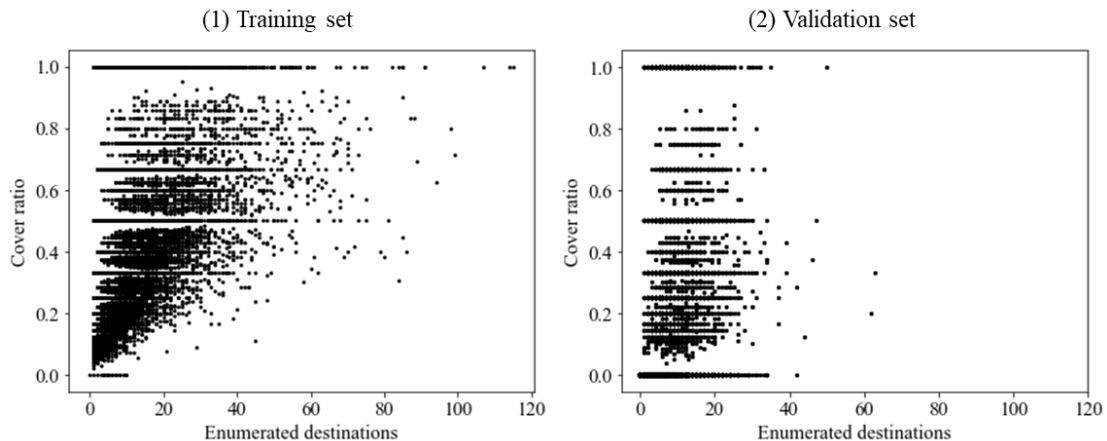 (1) Training set
(2) Validation set
1.0
0.8
0.6
0.4
0.2
0.0
Cover ratio
0 20 40 60 80 100 120
Enumerated destinations
1.0
0.8
0.6
0.4
0.2
0.0
Cover ratio
0 20 40 60 80 100 120
Enumerated destinations